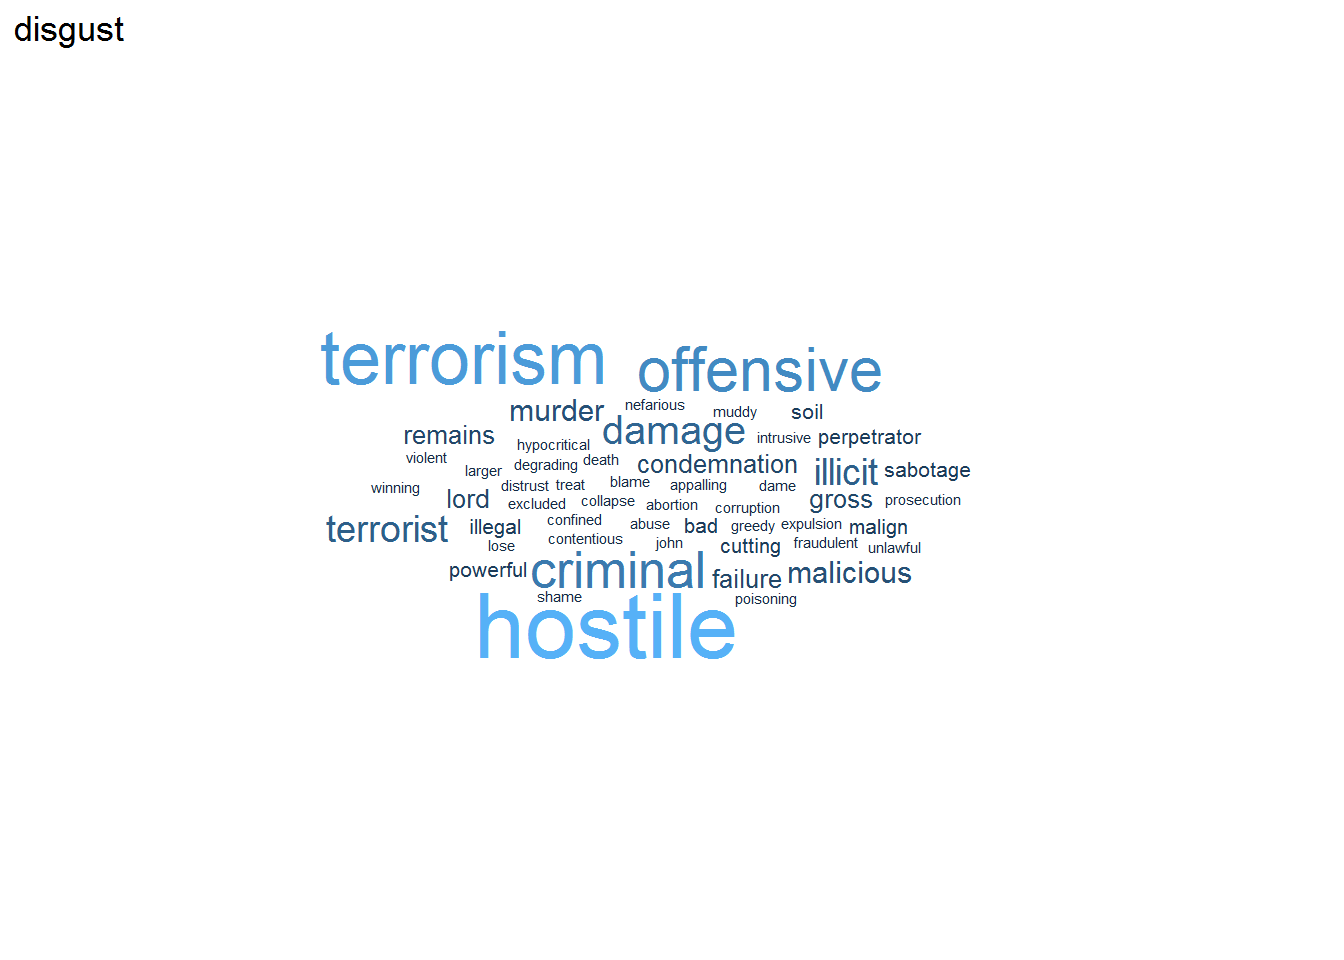 disgust
terrorism offensive
murder nefarious muddy soil
remains hypocritical damage intrusive perpetrator
violent larger degrading death condemnation illicit sabotage
winning distrust treat blame appalling dame
lord excluded collapse abortion corruption gross prosecution
terrorist illegal confined abuse bad greedy expulsion malign
lose contentious john cutting fraudulent unlawful
powerful criminal failure malicious
shame poisoning
hostile